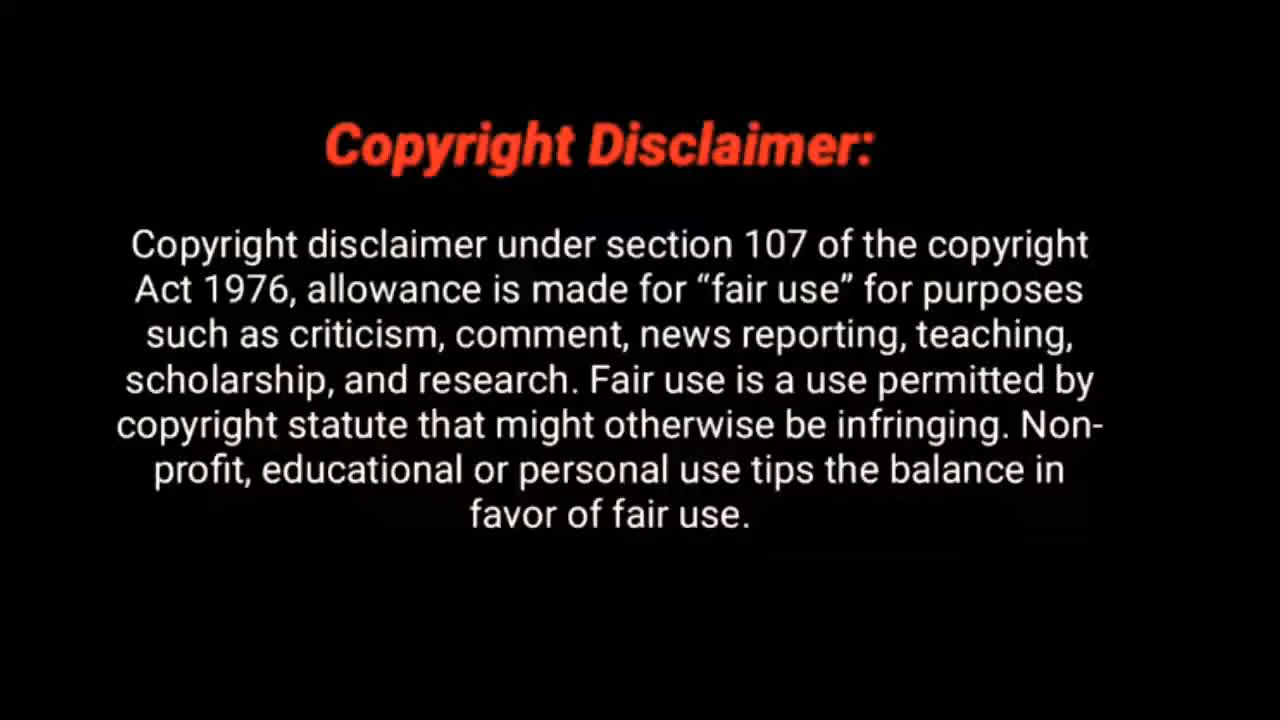 Copyright Disclaimer:
Copyright disclaimer under section 107 of the copyright
Act 1976, allowance is made for “fair use” for purposes
such as criticism, comment, news reporting, teaching,
scholarship, and research. Fair use is a use permitted by
copyright statute that might otherwise be infringing. Non-
profit, educational or personal use tips the balance in
favor of fair use.